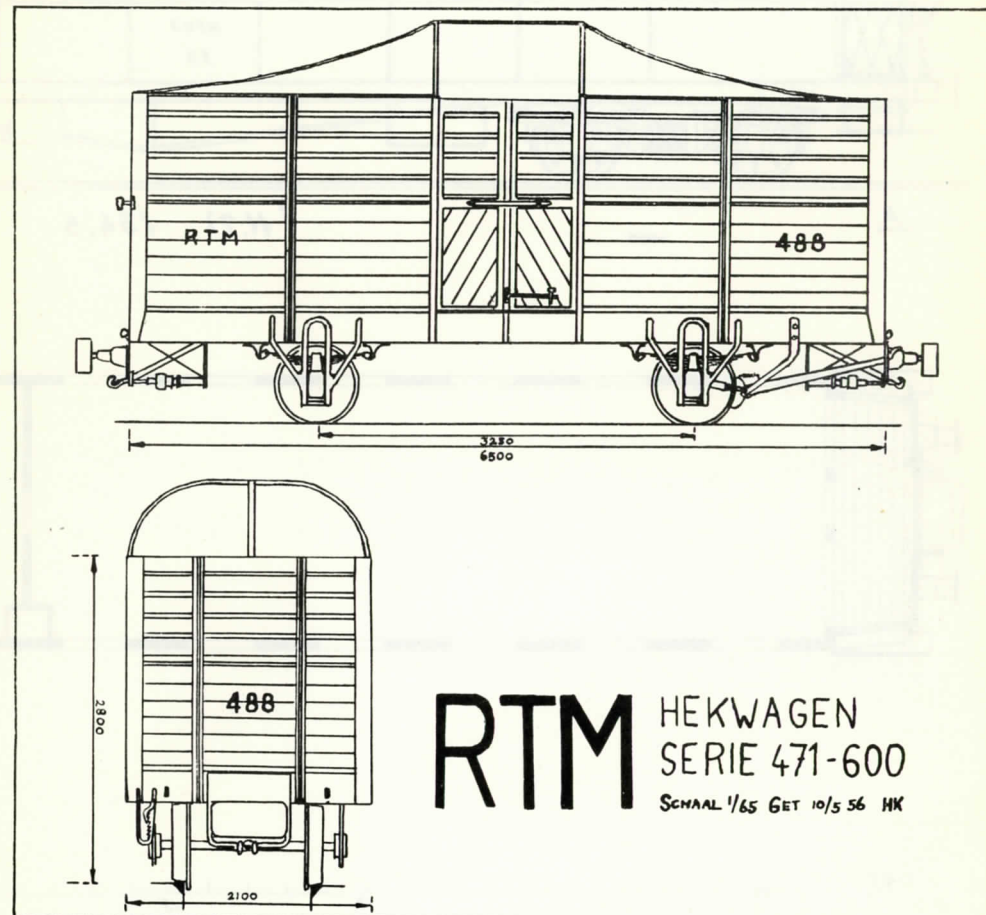 RTM
488
3250
6500
2800
488
2100
RTM
HEKWAGEN
SERIE 471-600
SCHAAL 1/65 GET 10/5 56 HK